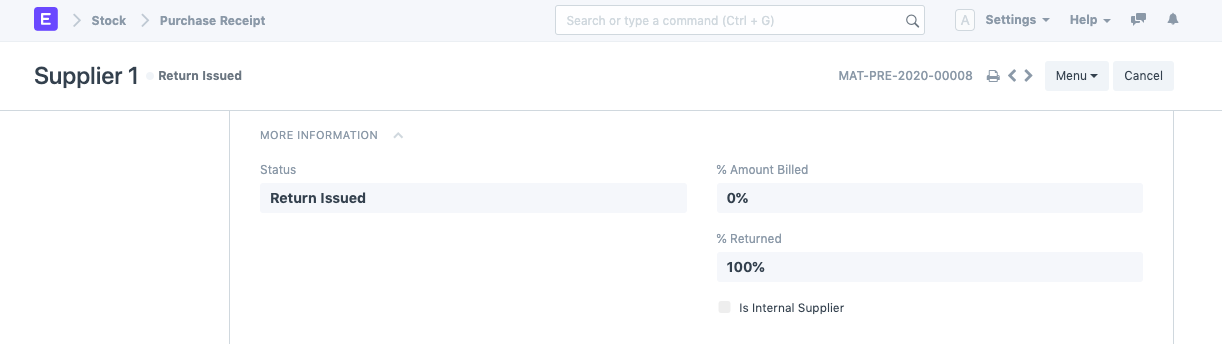 E Stock Purchase Receipt Search or type a command (Ctrl + G) A Settings Help
Supplier 1 Return Issued MAT-PRE-2020-00008 Menu Cancel
MORE INFORMATION
Status % Amount Billed
Return Issued 0%
% Returned
100%
Is Internal Supplier